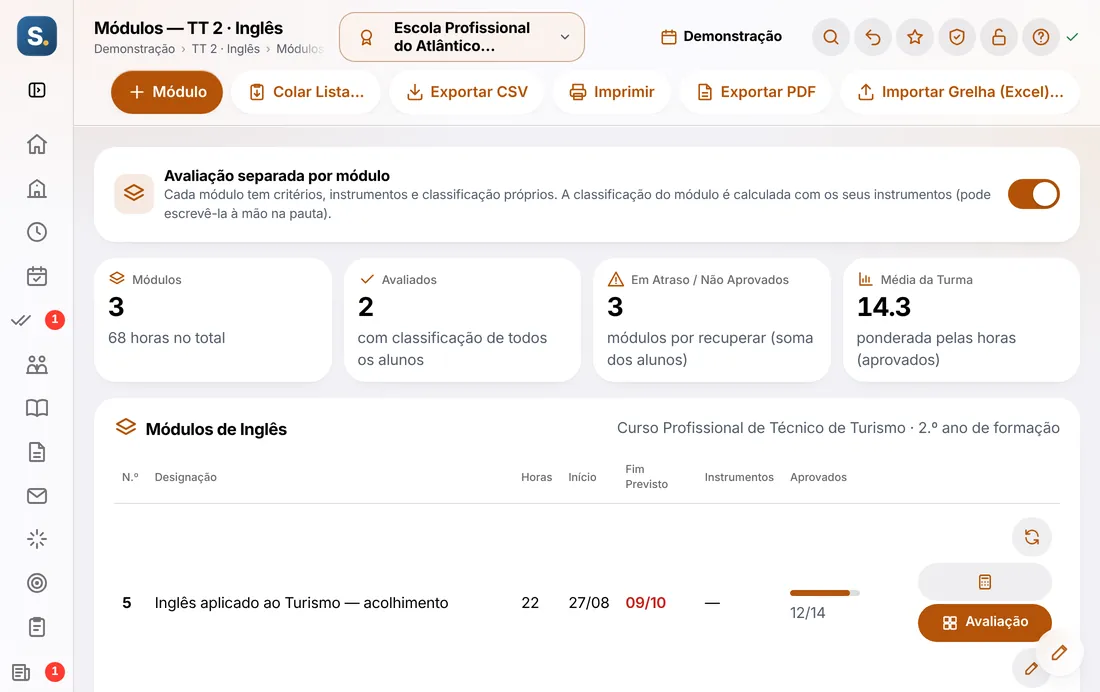 S.
Módulos — TT 2 · Inglês
Demonstração › TT 2 · Inglês › Módulos
Escola Profissional
do Atlântico…
Demonstração
+ Módulo
Colar Lista…
Exportar CSV
Imprimir
Exportar PDF
Importar Grelha (Excel)…
Avaliação separada por módulo
Cada módulo tem critérios, instrumentos e classificação próprios. A classificação do módulo é calculada com os seus instrumentos (pode
escrevê-la à mão na pauta).
Módulos
3
68 horas no total
Avaliados
2
com classificação de todos
os alunos
Em Atraso / Não Aprovados
3
módulos por recuperar (soma
dos alunos)
Média da Turma
14.3
ponderada pelas horas
(aprovados)
1
Módulos de Inglês
Curso Profissional de Técnico de Turismo · 2.º ano de formação
N.º
Designação
Horas
Início
Fim
Previsto
Instrumentos
Aprovados
5
Inglês aplicado ao Turismo — acolhimento
22
27/08
09/10
—
12/14
Avaliação
1